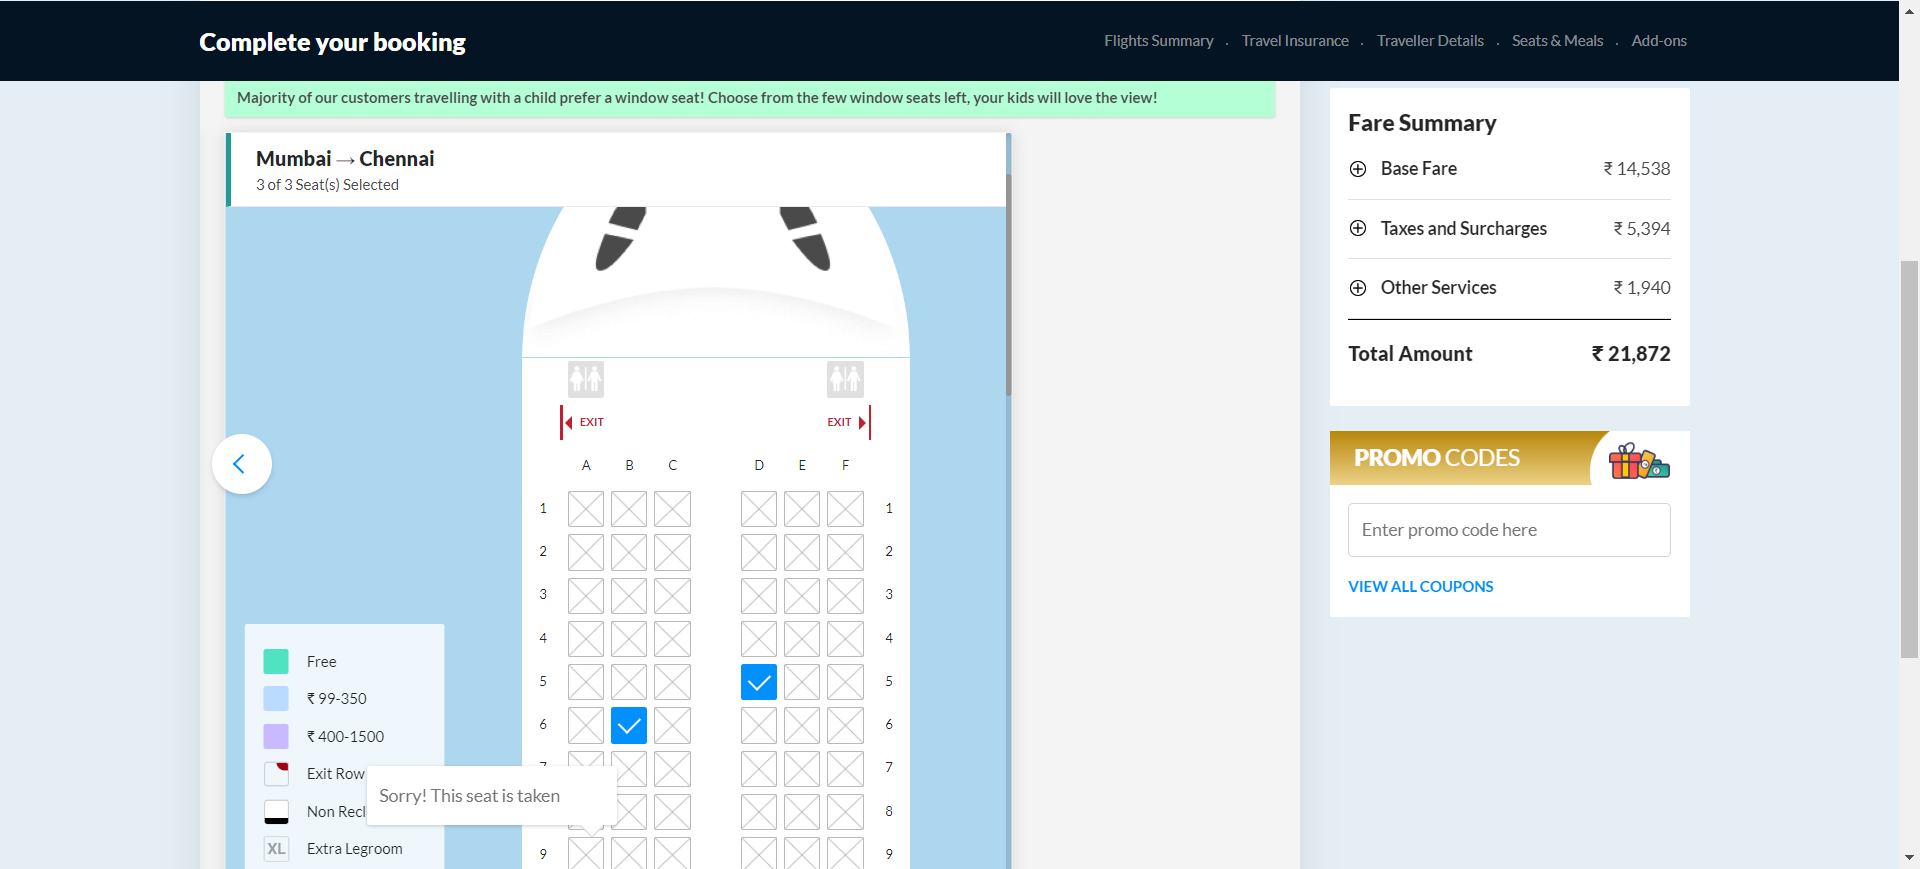 Complete your booking
Flights Summary . Travel Insurance . Traveller Details . Seats & Meals . Add-ons
Majority of our customers travelling with a child prefer a window seat! Choose from the few window seats left, your kids will love the view!
Mumbai → Chennai
3 of 3 Seat(s) Selected
EXIT EXIT
A B C D E F
1 1
2 2
3 3
4 4
5 5
6 6
7 7
8
9 9
Free
₹ 99-350
₹ 400-1500
Exit Row
Non Recl
XL Extra Legroom
Sorry! This seat is taken
Fare Summary
Base Fare ₹ 14,538
Taxes and Surcharges ₹ 5,394
Other Services ₹ 1,940
Total Amount ₹ 21,872
PROMO CODES
Enter promo code here
VIEW ALL COUPONS